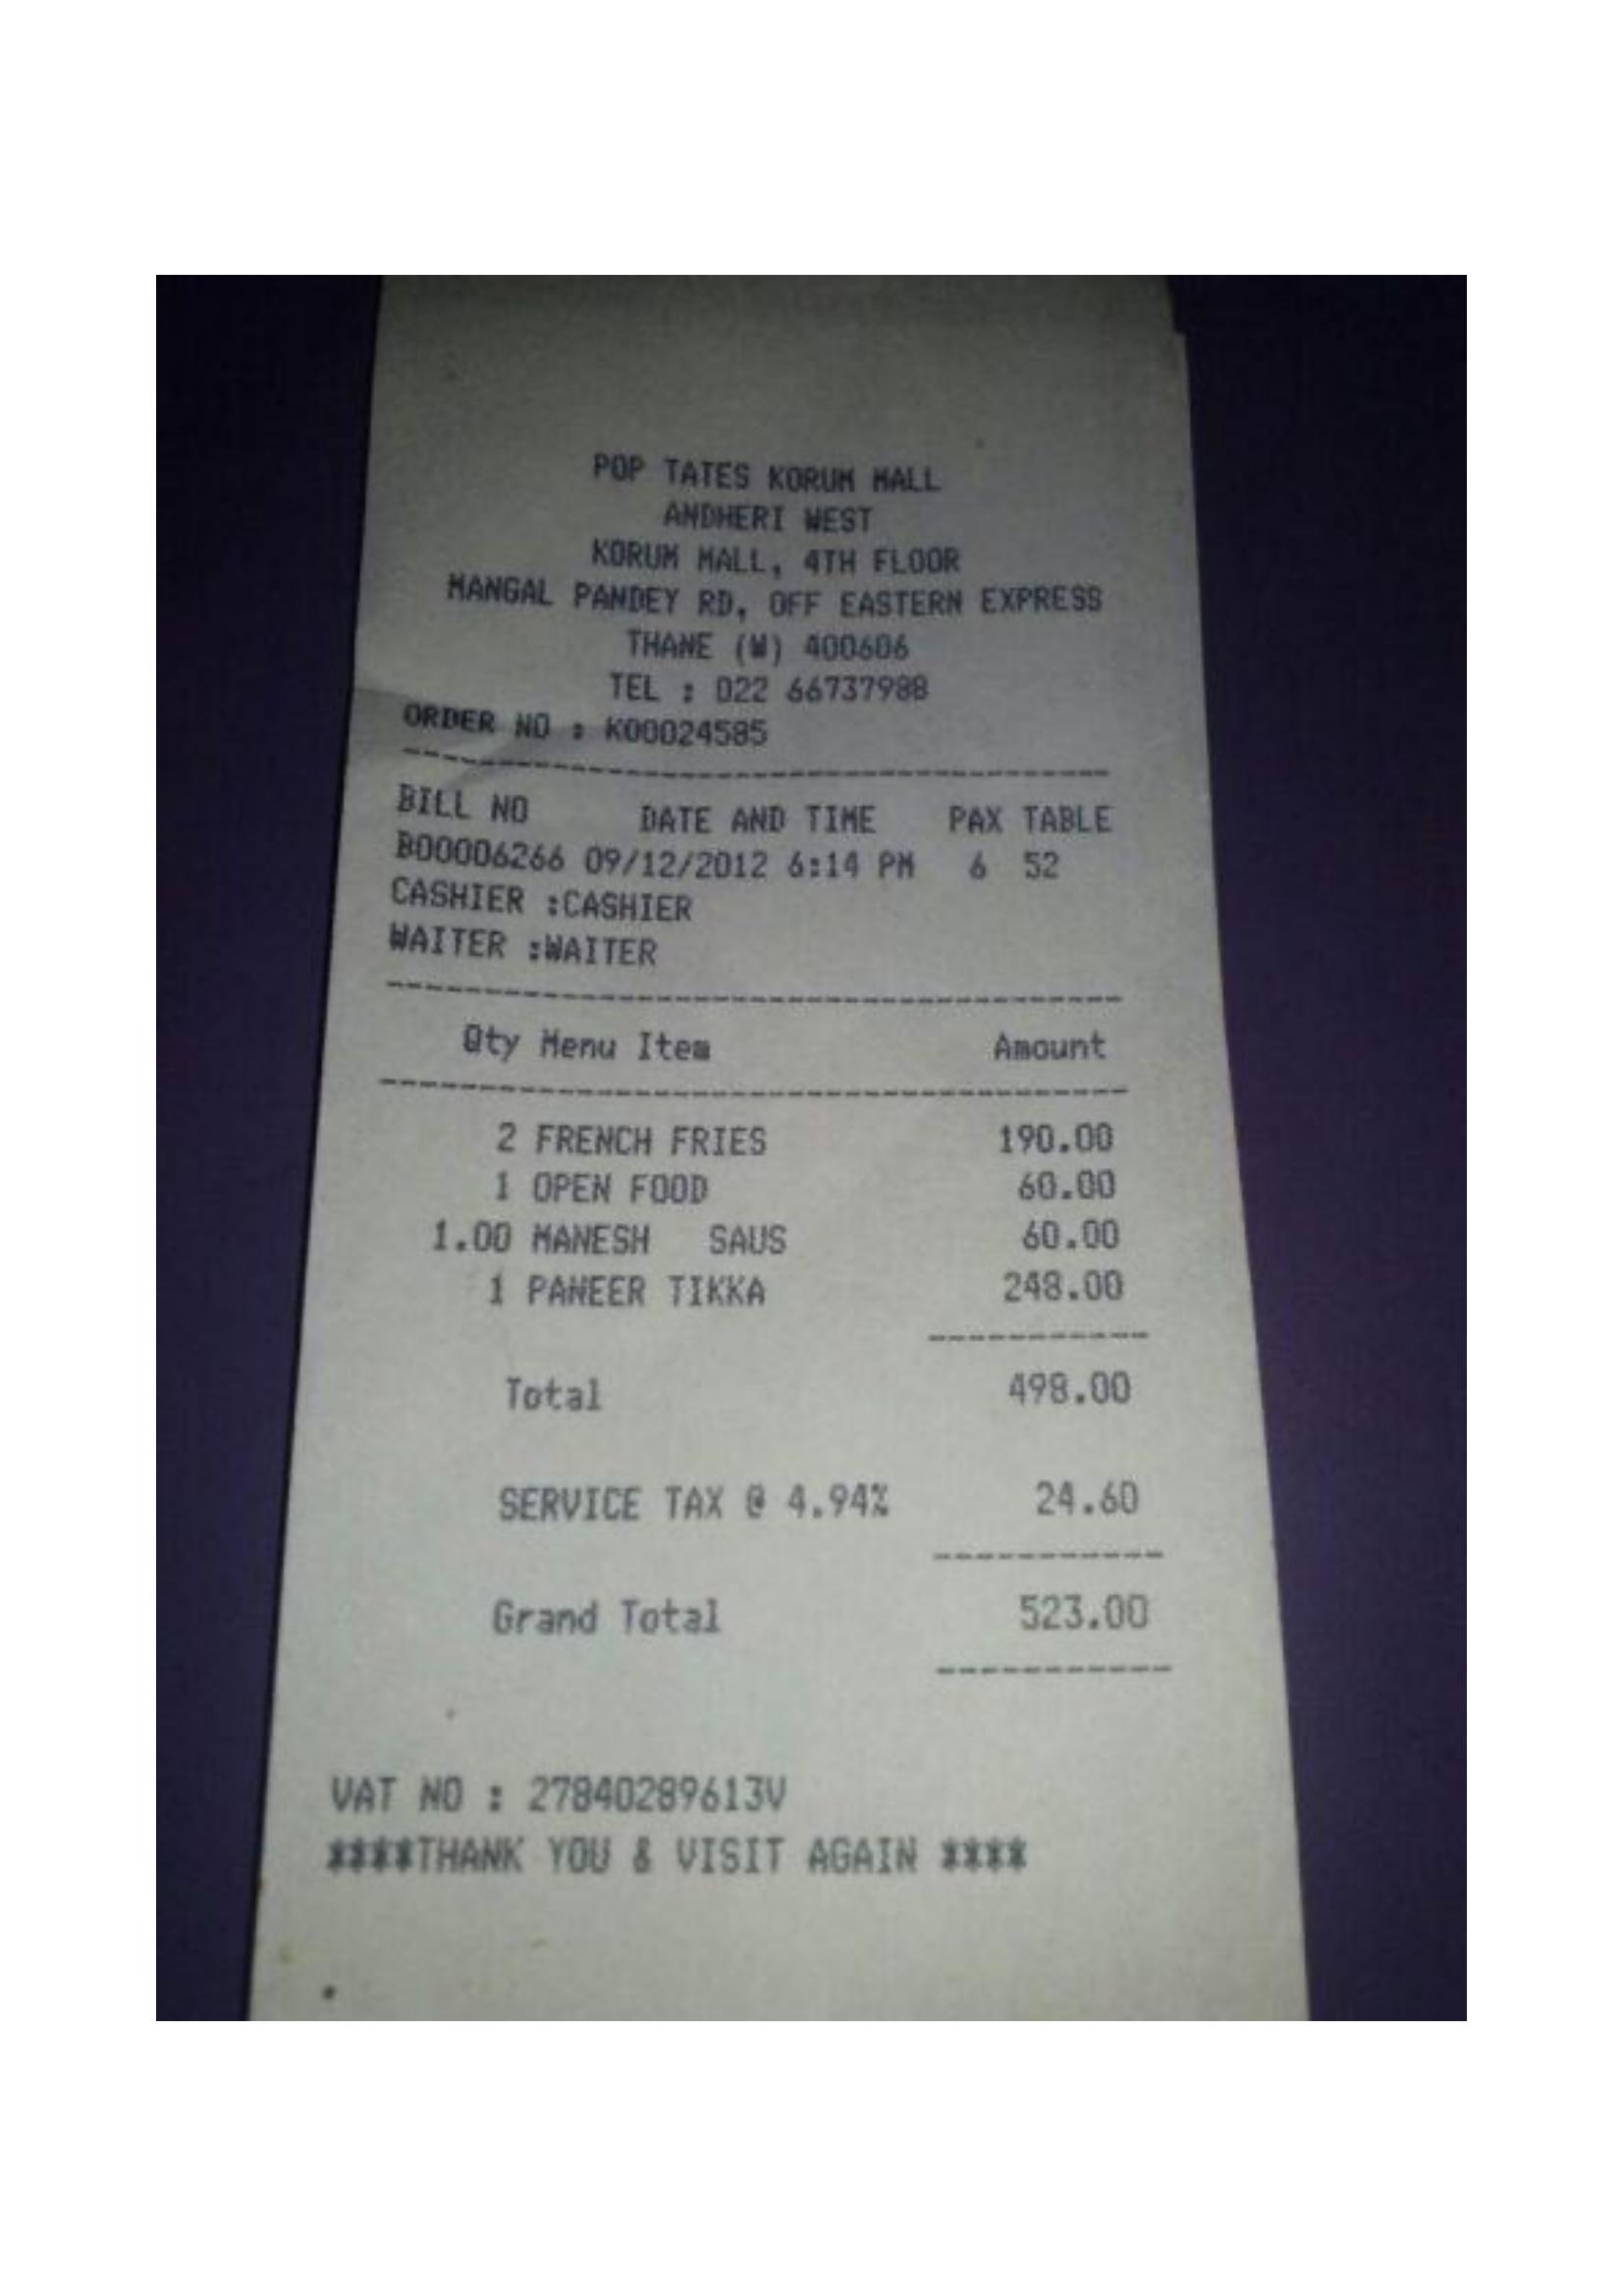 POP TATES KORUM MALL
ANDHERI WEST
KORUM MALL, 4TH FLOOR
MANGAL PANDEY RD, OFF EASTERN EXPRESS
THANE (W) 400606
TEL : 022 66737988
ORDER NO : K00024585
BILL NO DATE AND TIME PAX TABLE
B00006266 09/12/2012 6:14 PM 6 52
CASHIER :CASHIER
WAITER :WAITER
Qty Menu Item Amount
2 FRENCH FRIES 190.00
1 OPEN FOOD 60.00
1.00 MANESH SAUS 60.00
1 PANEER TIKKA 248.00
Total 498.00
SERVICE TAX @ 4.94% 24.60
Grand Total 523.00
VAT NO : 27840289613V
****THANK YOU & VISIT AGAIN ****